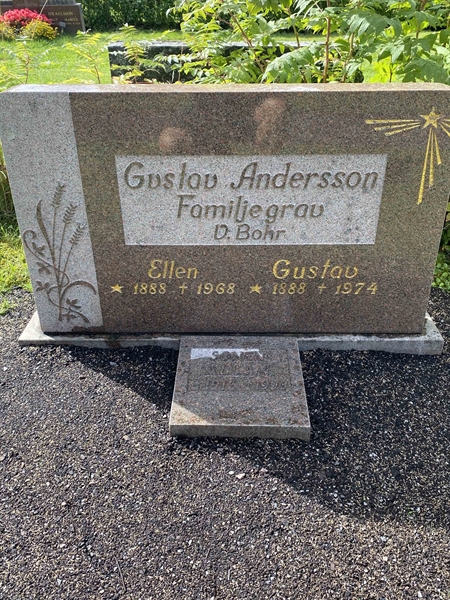 Gustav Andersson
Familjegrav
V. Bohr
Ellen Gustav
* 1888 + 1968 * 1888 + 1974